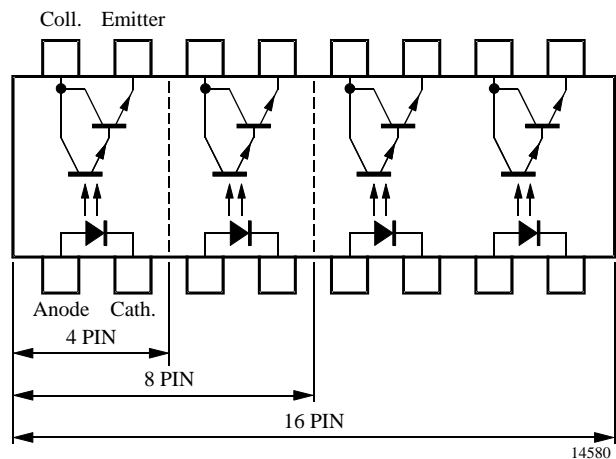 Coll. Emitter
Anode Cath.
4 PIN
8 PIN
16 PIN
14580